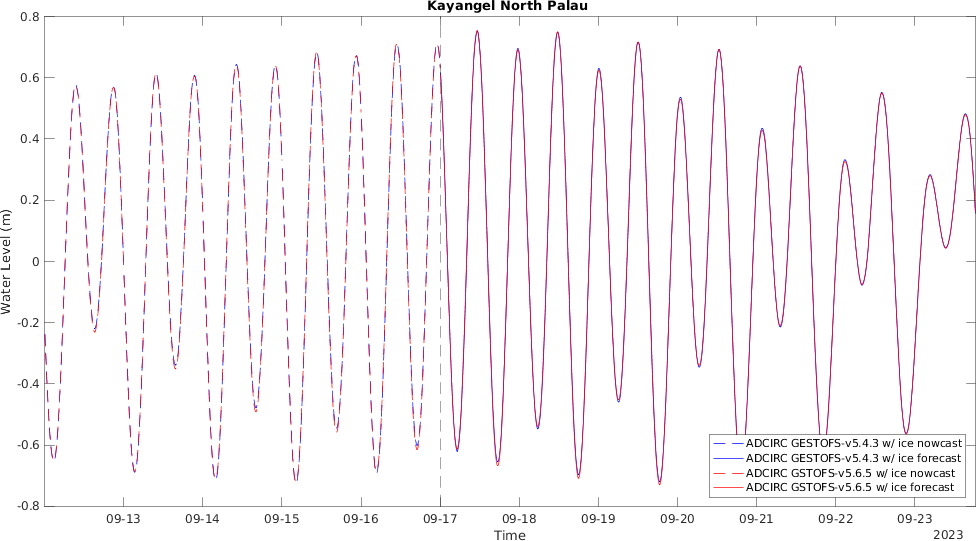 Kayangel North Palau
0.8
0.6
0.4
0.2
0
-0.2
-0.4
-0.6
-0.8
Water Level (m)
ADCIRC GESTOFS-v5.4.3 w/ ice nowcast
ADCIRC GESTOFS-v5.4.3 w/ ice forecast
ADCIRC GSTOFS-v5.6.5 w/ ice nowcast
ADCIRC GSTOFS-v5.6.5 w/ ice forecast
09-13 09-14 09-15 09-16 09-17 09-18 09-19 09-20 09-21 09-22 09-23
Time
2023